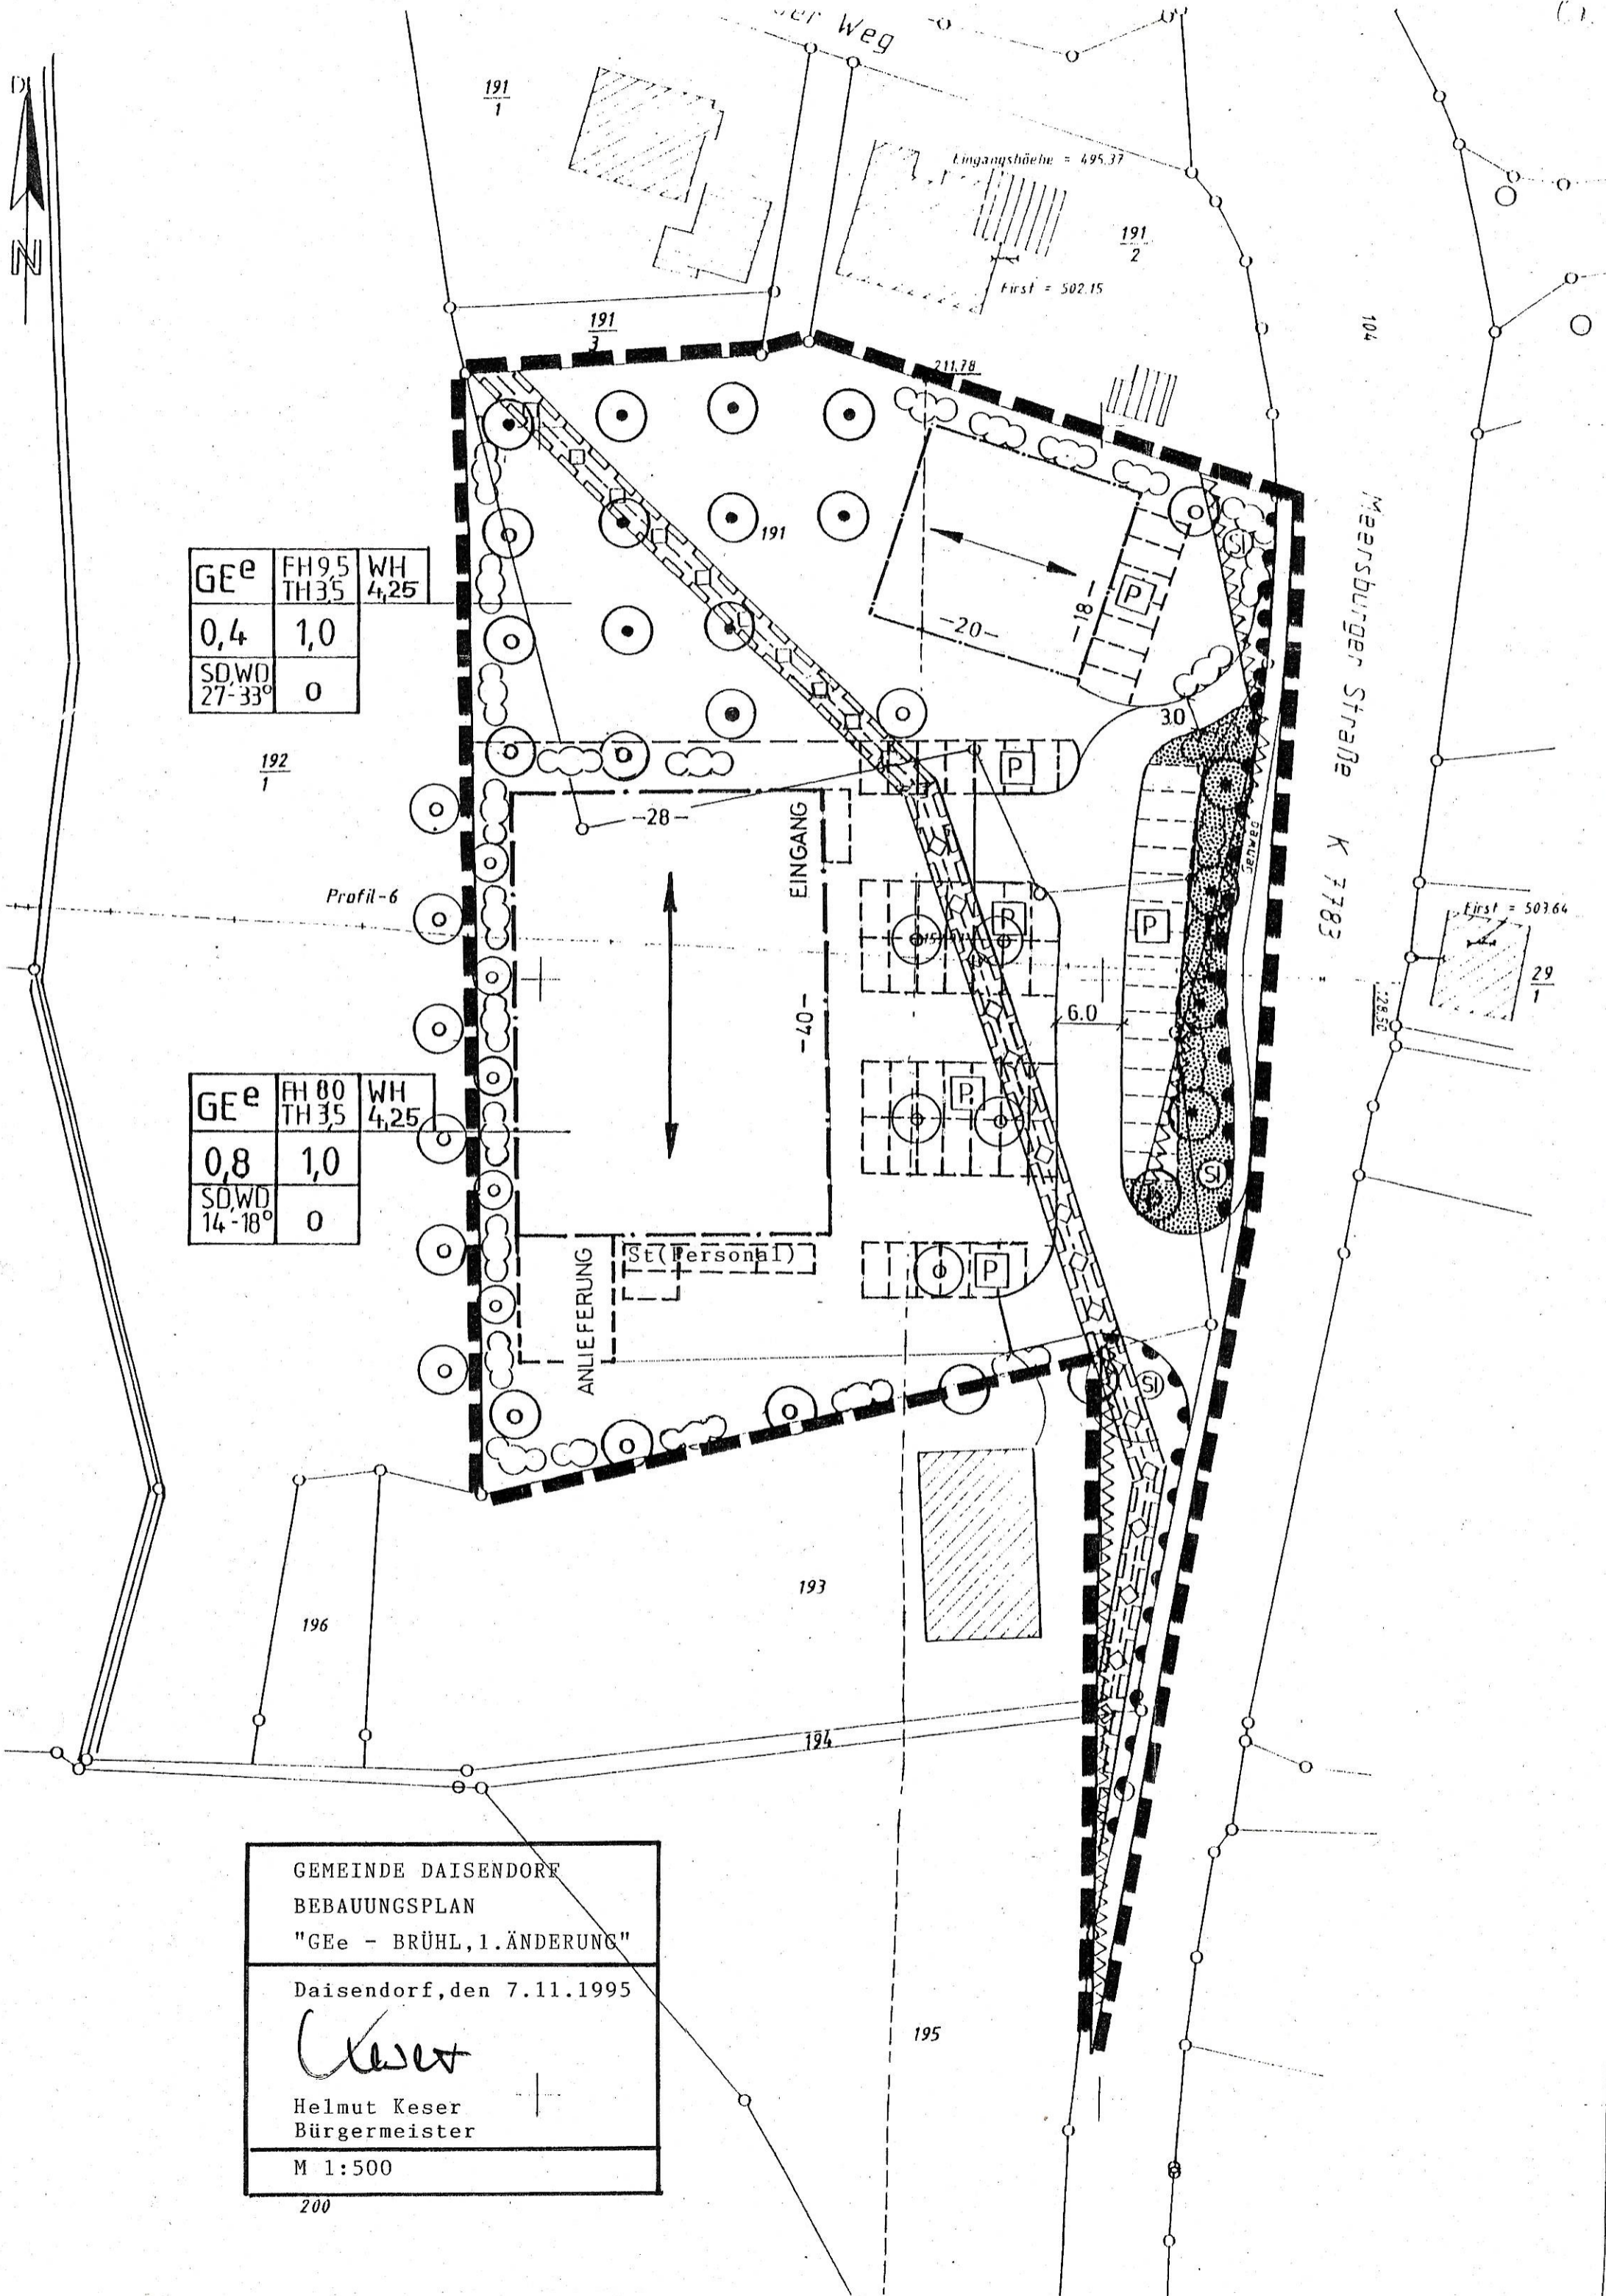 der Weg
191
1
N
Eingangshöehe = 495.37
191
2
First = 502.15
191
3
104
211.78
191
GEe
FH 9,5
TH 3,5
WH
4,25
0,4
1,0
SD,WD
27-33°
0
SI
P
-20-
-18-
3.0
Meersburger Straße K 7783
192
1
P
-28-
EINGANG
Profil-6
P
P
First = 503.64
29
1
128.50
-40-
6.0
GEe
FH 8,0
TH 3,5
WH
4,25
0,8
1,0
SD,WD
14-18°
0
P
SI
St(Personal)
P
ANLIEFERUNG
SI
193
196
194
GEMEINDE DAISENDORF
BEBAUUNGSPLAN
"GEe - BRÜHL,1.ÄNDERUNG"
Daisendorf,den 7.11.1995
Keser
Helmut Keser
Bürgermeister
M 1:500
195
200